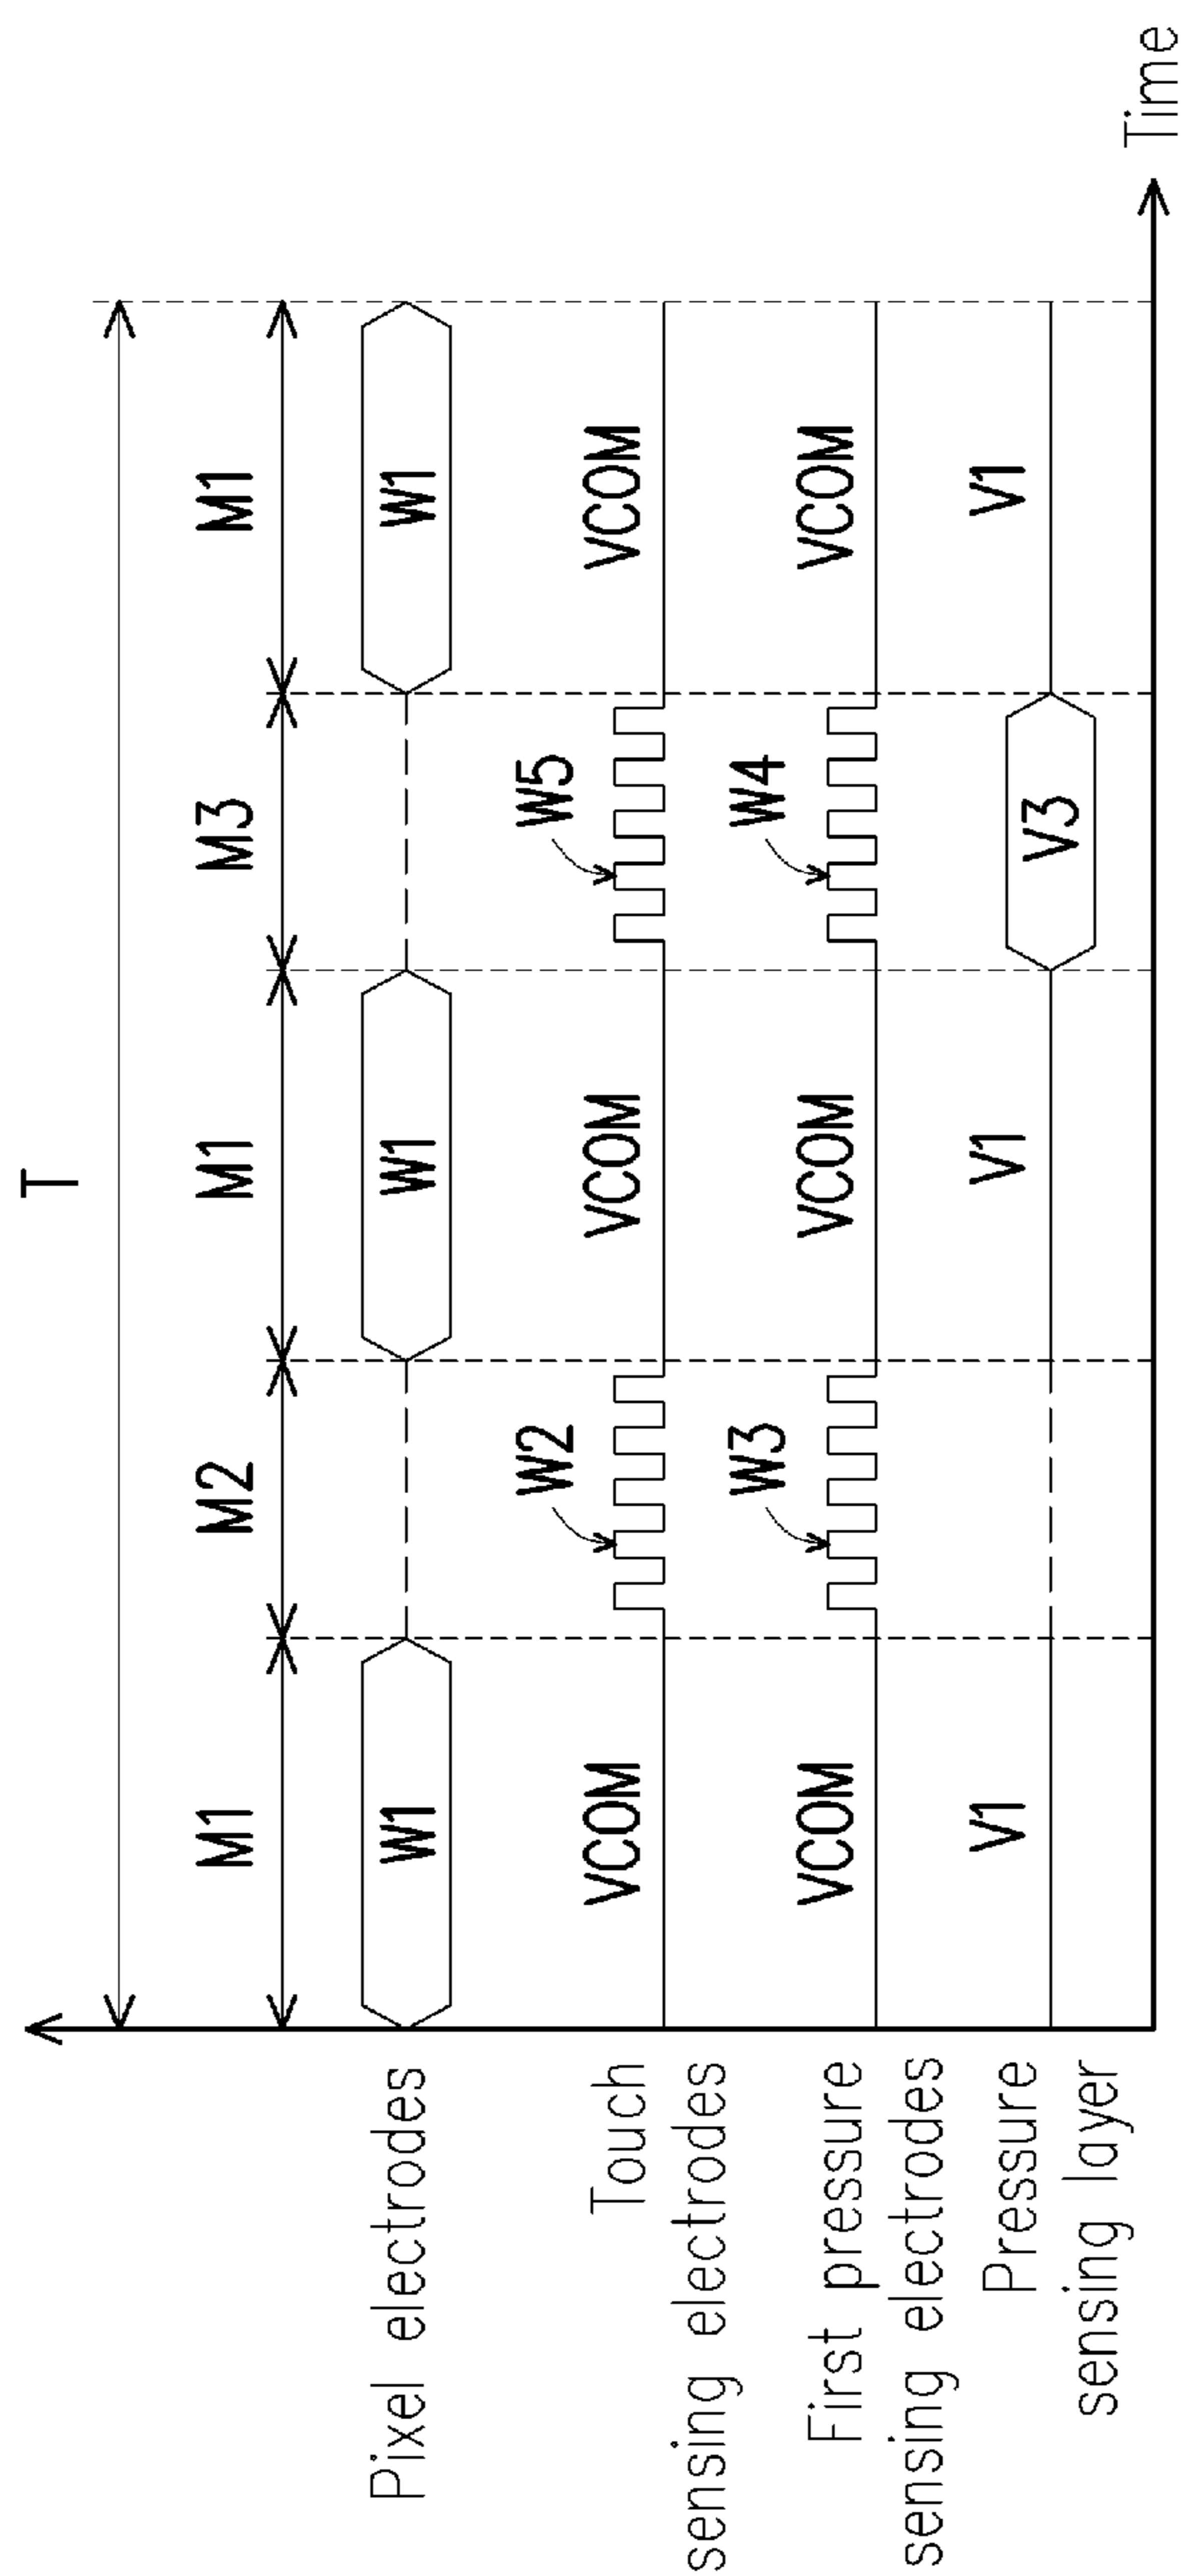 T
M1 M2 M1 M3 M1
Pixel electrodes W1 W1 W1
W2 W5
Touch VCOM VCOM VCOM
sensing electrodes
W3 W4
First pressure VCOM VCOM VCOM
sensing electrodes
Pressure V1 V1 V1
V3
sensing layer
Time